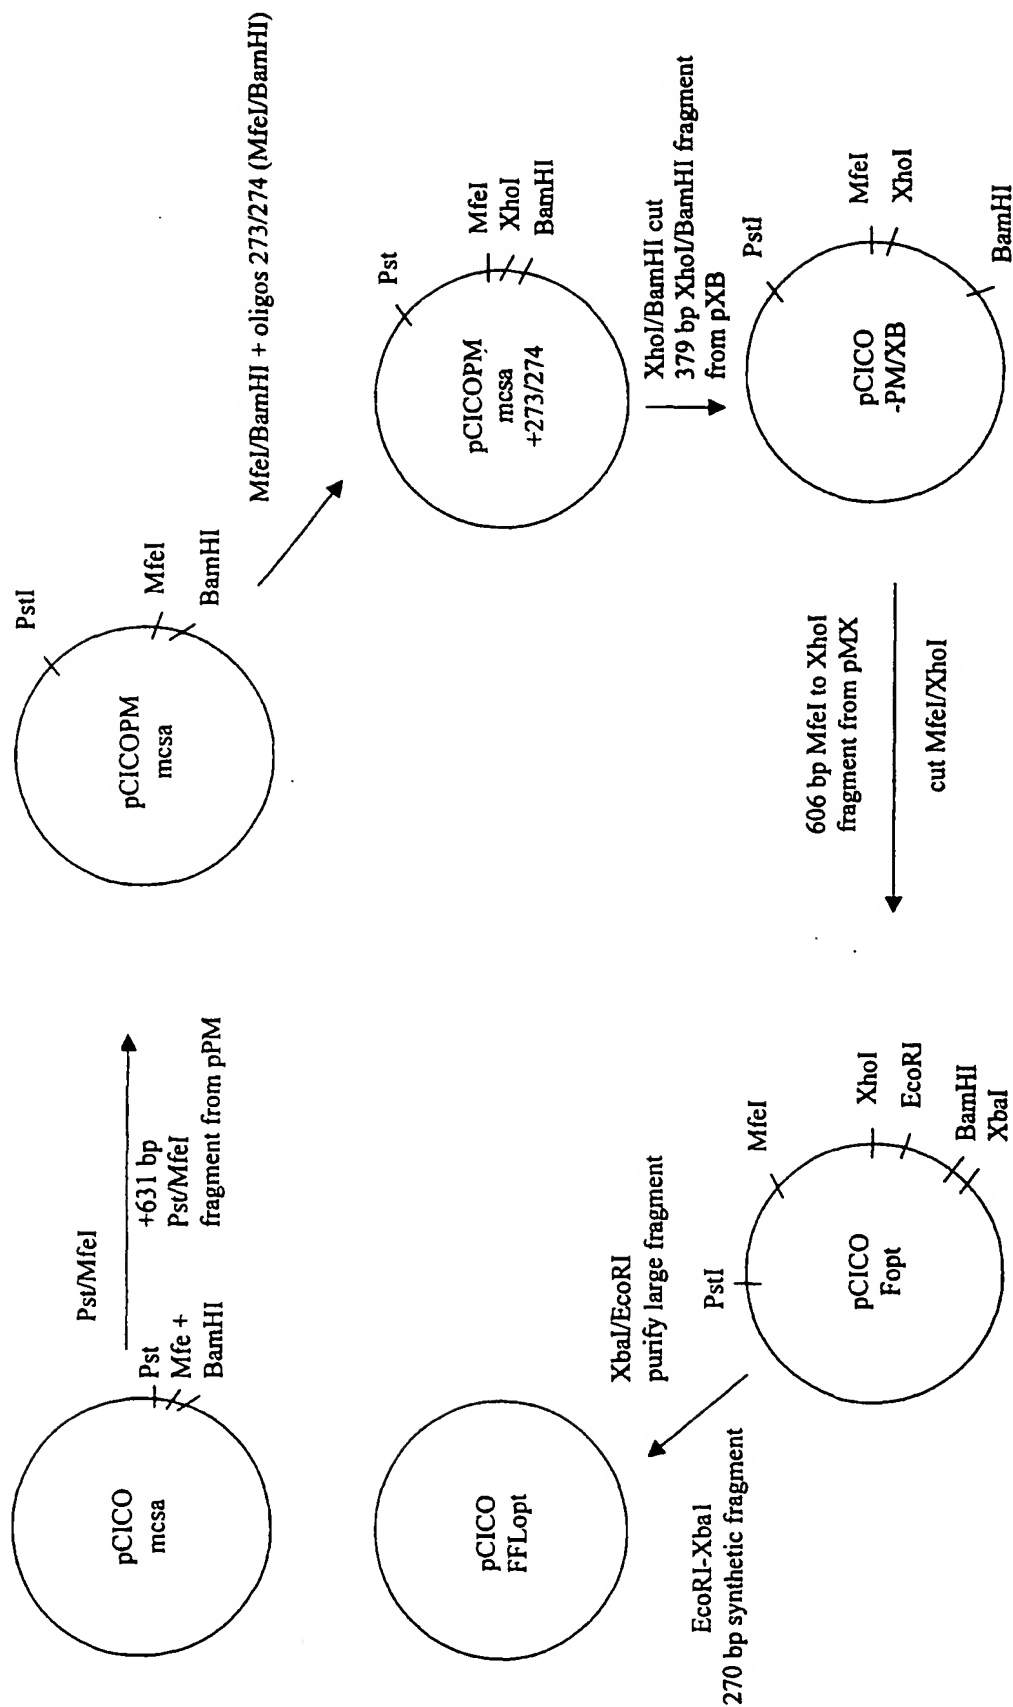 pCICO
mcsa
Pst
Mfe +
BamHI
Pst/MfeI
+631 bp
Pst/MfeI
fragment from pPM
pCICOPM
mcsa
PstI
MfeI
BamHI
MfeI/BamHI + oligos 273/274 (MfeI/BamHI)
pCICOPM
mcsa
+273/274
Pst
MfeI
XhoI
BamHI
XhoI/BamHI cut
379 bp XhoI/BamHI fragment
from pXB
pCICO
-PM/XB
PstI
MfeI
XhoI
BamHI
606 bp MfeI to XhoI
fragment from pMX
cut MfeI/XhoI
pCICO
Fopt
PstI
MfeI
XhoI
EcoRI
BamHI
XbaI
XbaI/EcoRI
purify large fragment
EcoRI-XbaI
270 bp synthetic fragment
pCICO
FFLopt